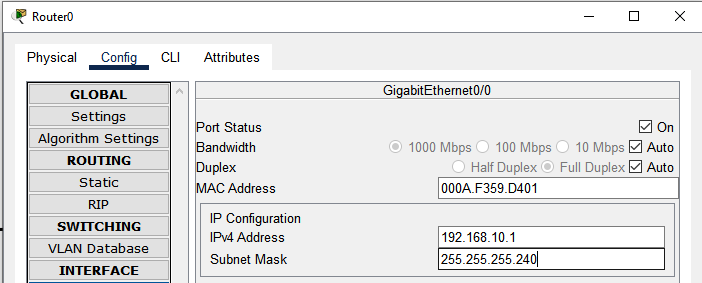 Router0
Physical Config CLI Attributes
GLOBAL
Settings
Algorithm Settings
ROUTING
Static
RIP
SWITCHING
VLAN Database
INTERFACE
GigabitEthernet0/0
Port Status On
Bandwidth 1000 Mbps 100 Mbps 10 Mbps Auto
Duplex Half Duplex Full Duplex Auto
MAC Address 000A.F359.D401
IP Configuration
IPv4 Address 192.168.10.1
Subnet Mask 255.255.255.240